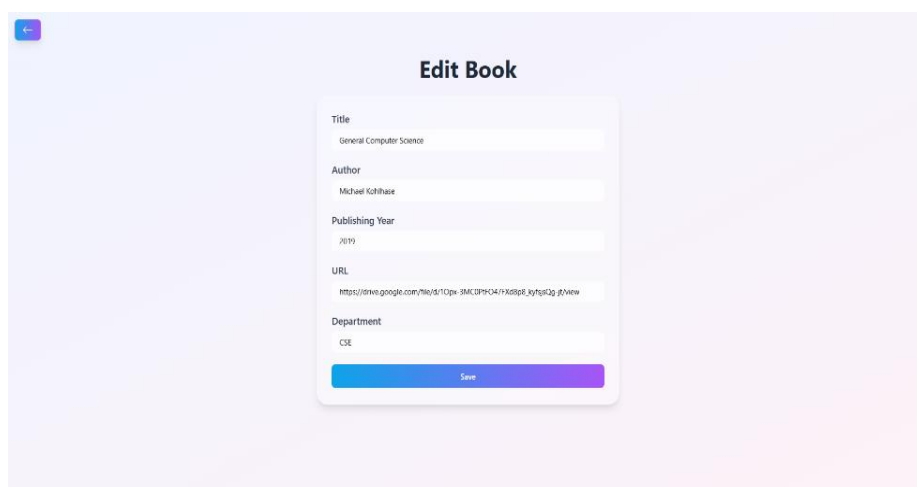 ←
Edit Book
Title
General Computer Science
Author
Michael Kohlhase
Publishing Year
2019
URL
Department
CSE
Save